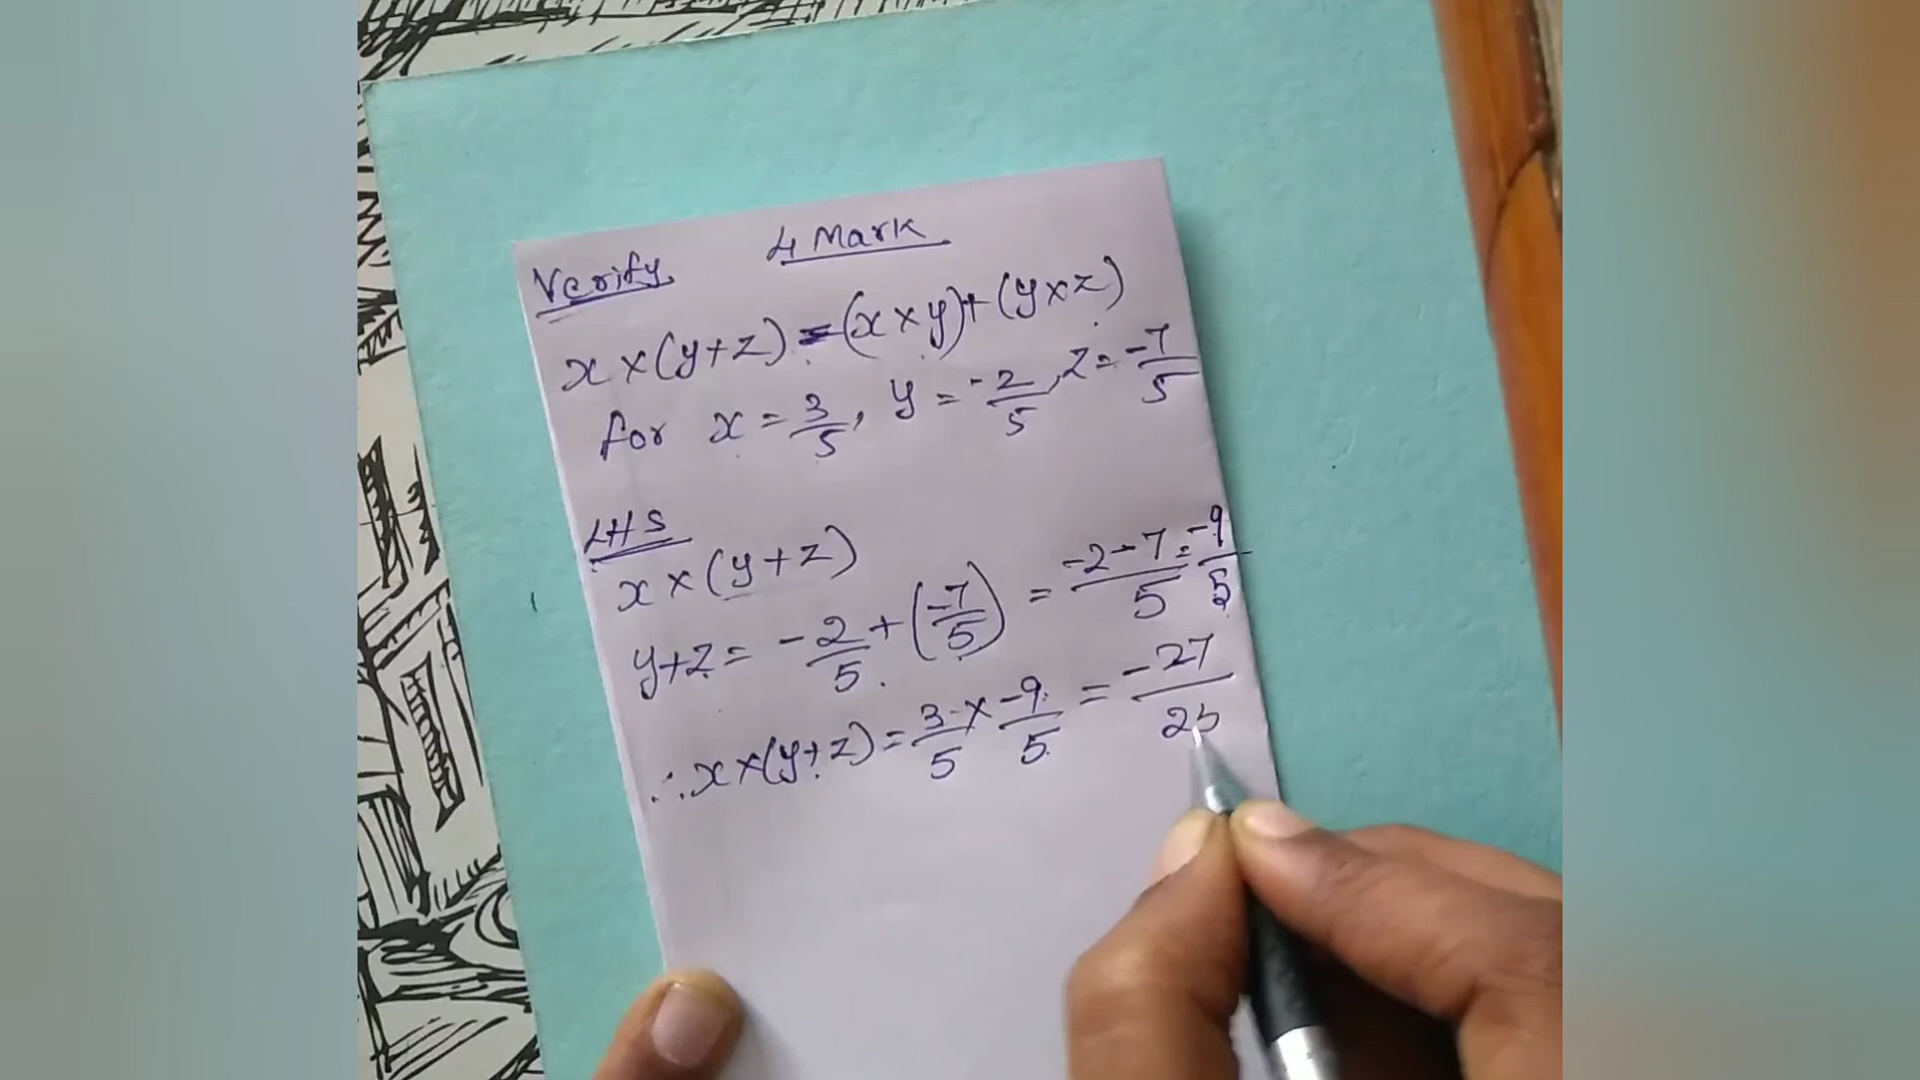 4 Mark
Verify
x × (y+z) = (x × y) + (y × z)
for x = 3/5, y = -2/5, z = -7/5
LHS
x × (y+z)
y+z = -2/5 + (-7/5) = -2-7/5 = -9/5
∴ x × (y+z) = 3/5 × -9/5 = -27/25